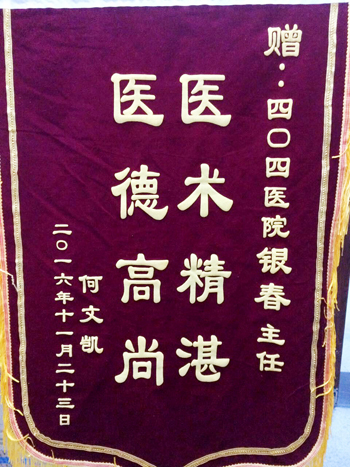 赠：四〇四医院银春主任
医术精湛
医德高尚
何文凯
二〇一六年十一月二十三日